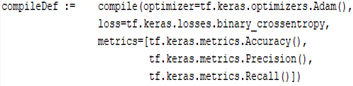 compileDef :=   compile(optimizer=tf.keras.optimizers.Adam(),
loss=tf.keras.losses.binary_crossentropy,
metrics=[tf.keras.metrics.Accuracy(),
tf.keras.metrics.Precision(),
tf.keras.metrics.Recall()])